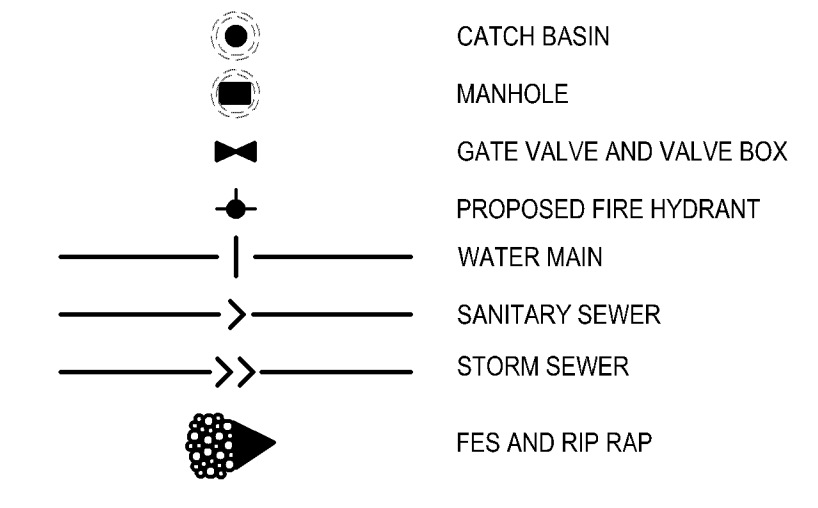 CATCH BASIN
MANHOLE
GATE VALVE AND VALVE BOX
PROPOSED FIRE HYDRANT
WATER MAIN
SANITARY SEWER
STORM SEWER
FES AND RIP RAP